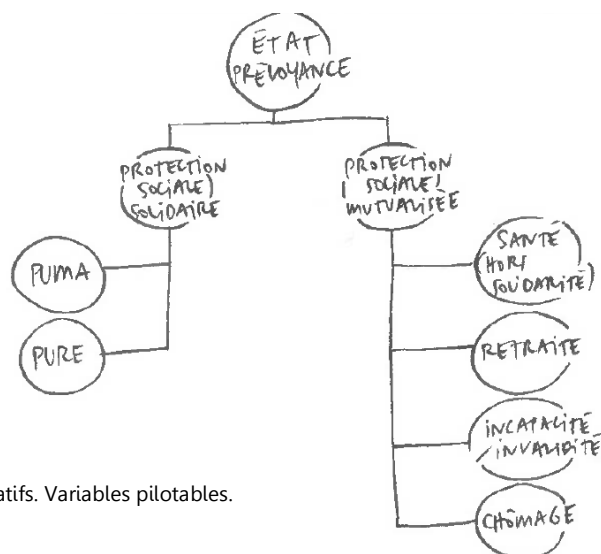 ÉTAT
PRÉVOYANCE
PROTECTION
SOCIALE
SOLIDAIRE
PROTECTION
SOCIALE
MUTUALISÉE
PUMA
PURE
SANTÉ
(HORS
SOLIDARITÉ)
RETRAITE
INCAPACITÉ
INVALIDITÉ
CHÔMAGE
atifs. Variables pilotables.